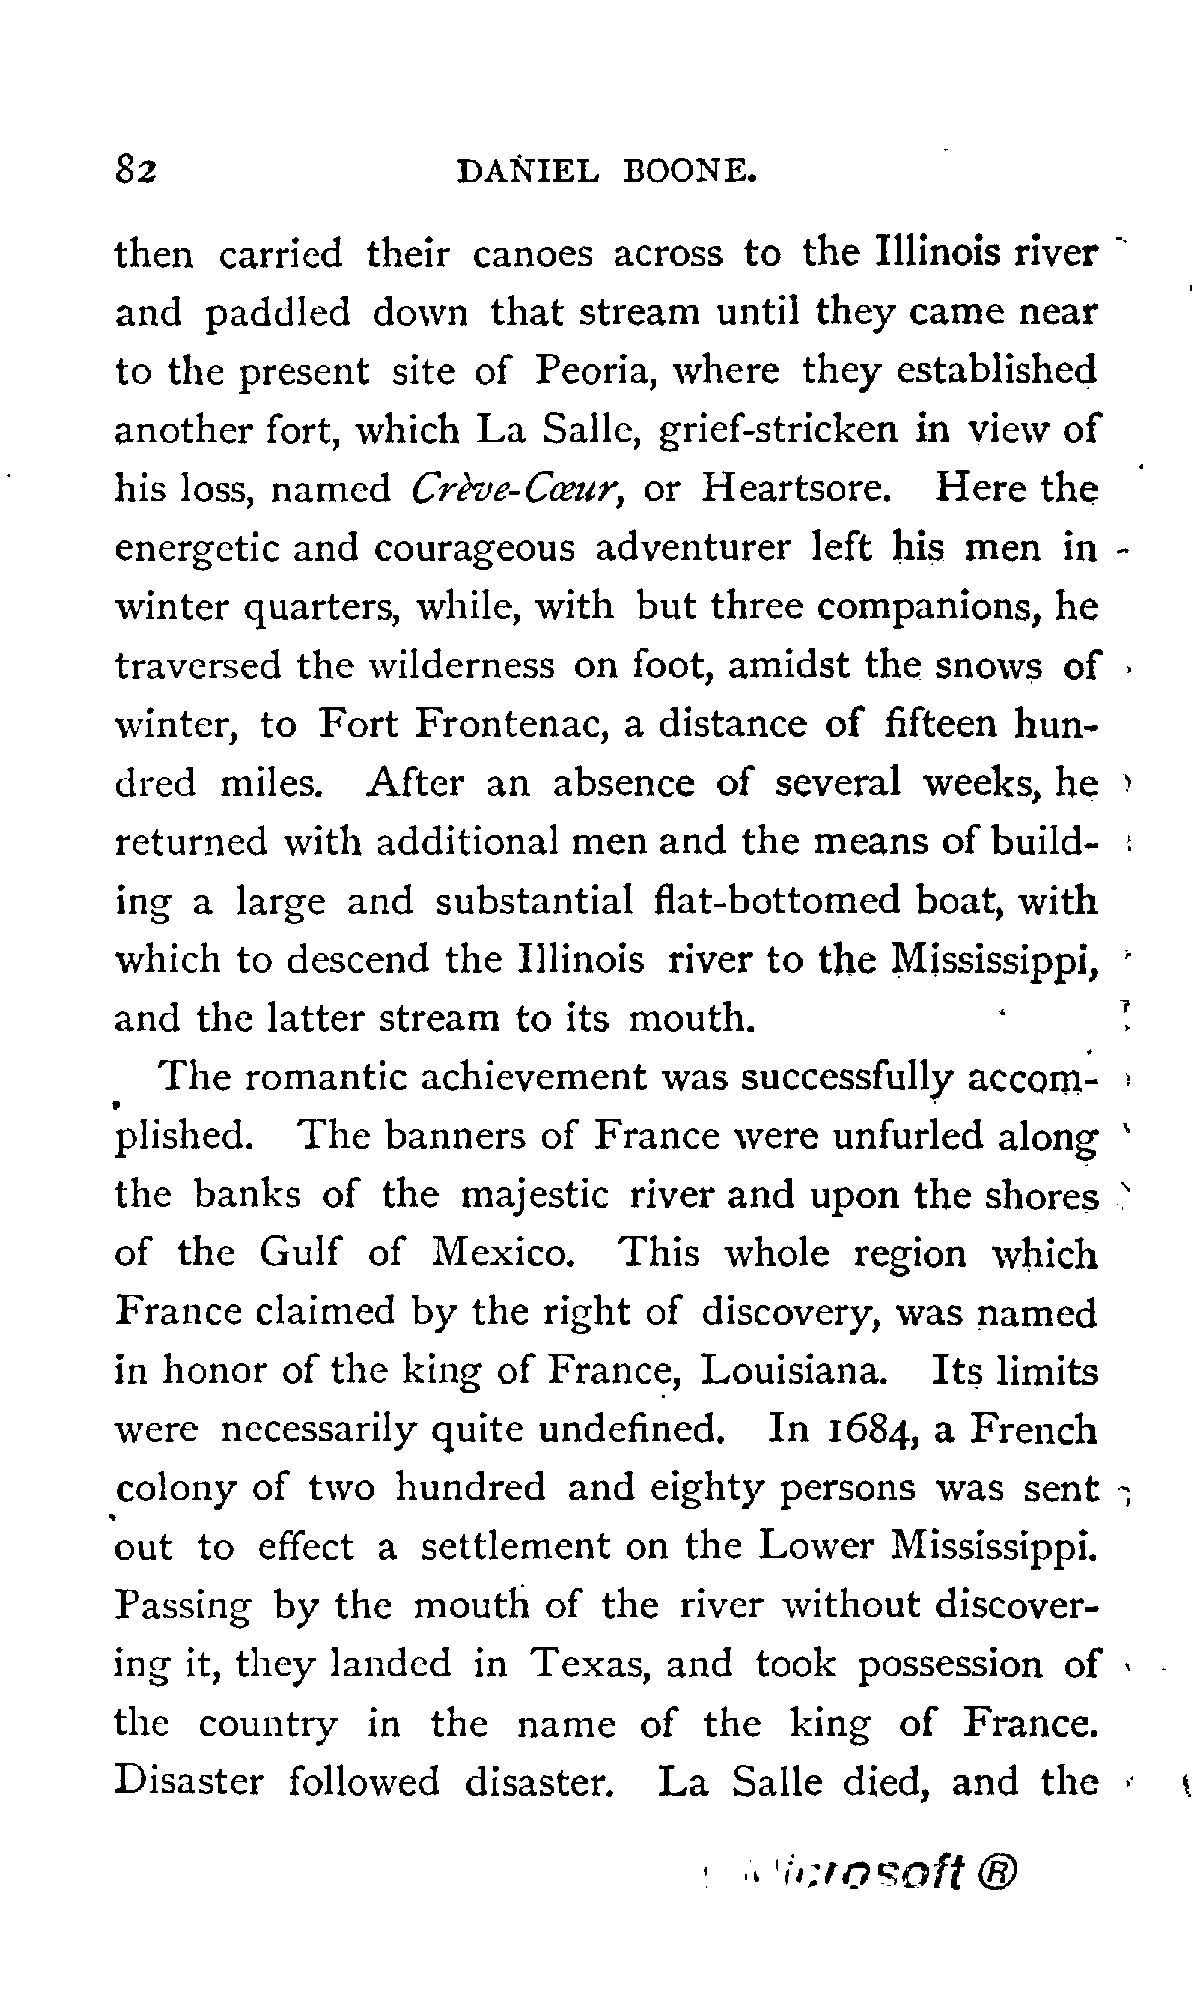 82 DANIEL BOONE.
then carried their canoes across to the Illinois river
and paddled down that stream until they came near
to the present site of Peoria, where they established
another fort, which La Salle, grief-stricken in view of
his loss, named Crève-Cœur, or Heartsore. Here the
energetic and courageous adventurer left his men in
winter quarters, while, with but three companions, he
traversed the wilderness on foot, amidst the snows of
winter, to Fort Frontenac, a distance of fifteen hun-
dred miles. After an absence of several weeks, he
returned with additional men and the means of build-
ing a large and substantial flat-bottomed boat, with
which to descend the Illinois river to the Mississippi,
and the latter stream to its mouth.
The romantic achievement was successfully accom-
plished. The banners of France were unfurled along
the banks of the majestic river and upon the shores
of the Gulf of Mexico. This whole region which
France claimed by the right of discovery, was named
in honor of the king of France, Louisiana. Its limits
were necessarily quite undefined. In 1684, a French
colony of two hundred and eighty persons was sent
out to effect a settlement on the Lower Mississippi.
Passing by the mouth of the river without discover-
ing it, they landed in Texas, and took possession of
the country in the name of the king of France.
Disaster followed disaster. La Salle died, and the
Microsoft ®